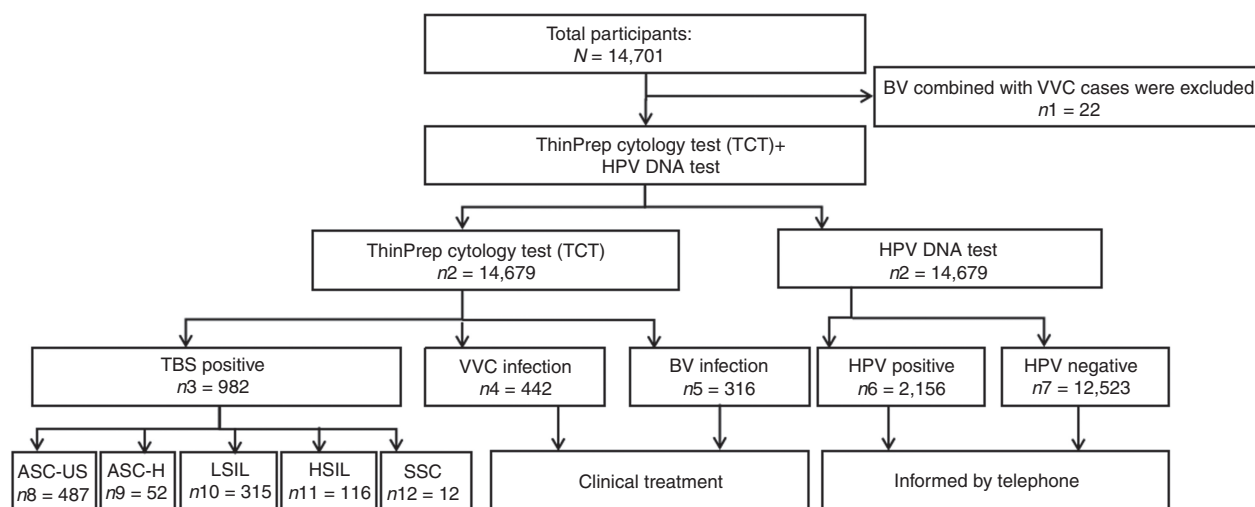 Total participants:
N = 14,701
BV combined with VVC cases were excluded
n1 = 22
ThinPrep cytology test (TCT)+
HPV DNA test
ThinPrep cytology test (TCT)
n2 = 14,679
HPV DNA test
n2 = 14,679
TBS positive
n3 = 982
VVC infection
n4 = 442
BV infection
n5 = 316
HPV positive
n6 = 2,156
HPV negative
n7 = 12,523
ASC-US
n8 = 487
ASC-H
n9 = 52
LSIL
n10 = 315
HSIL
n11 = 116
SSC
n12 = 12
Clinical treatment
Informed by telephone